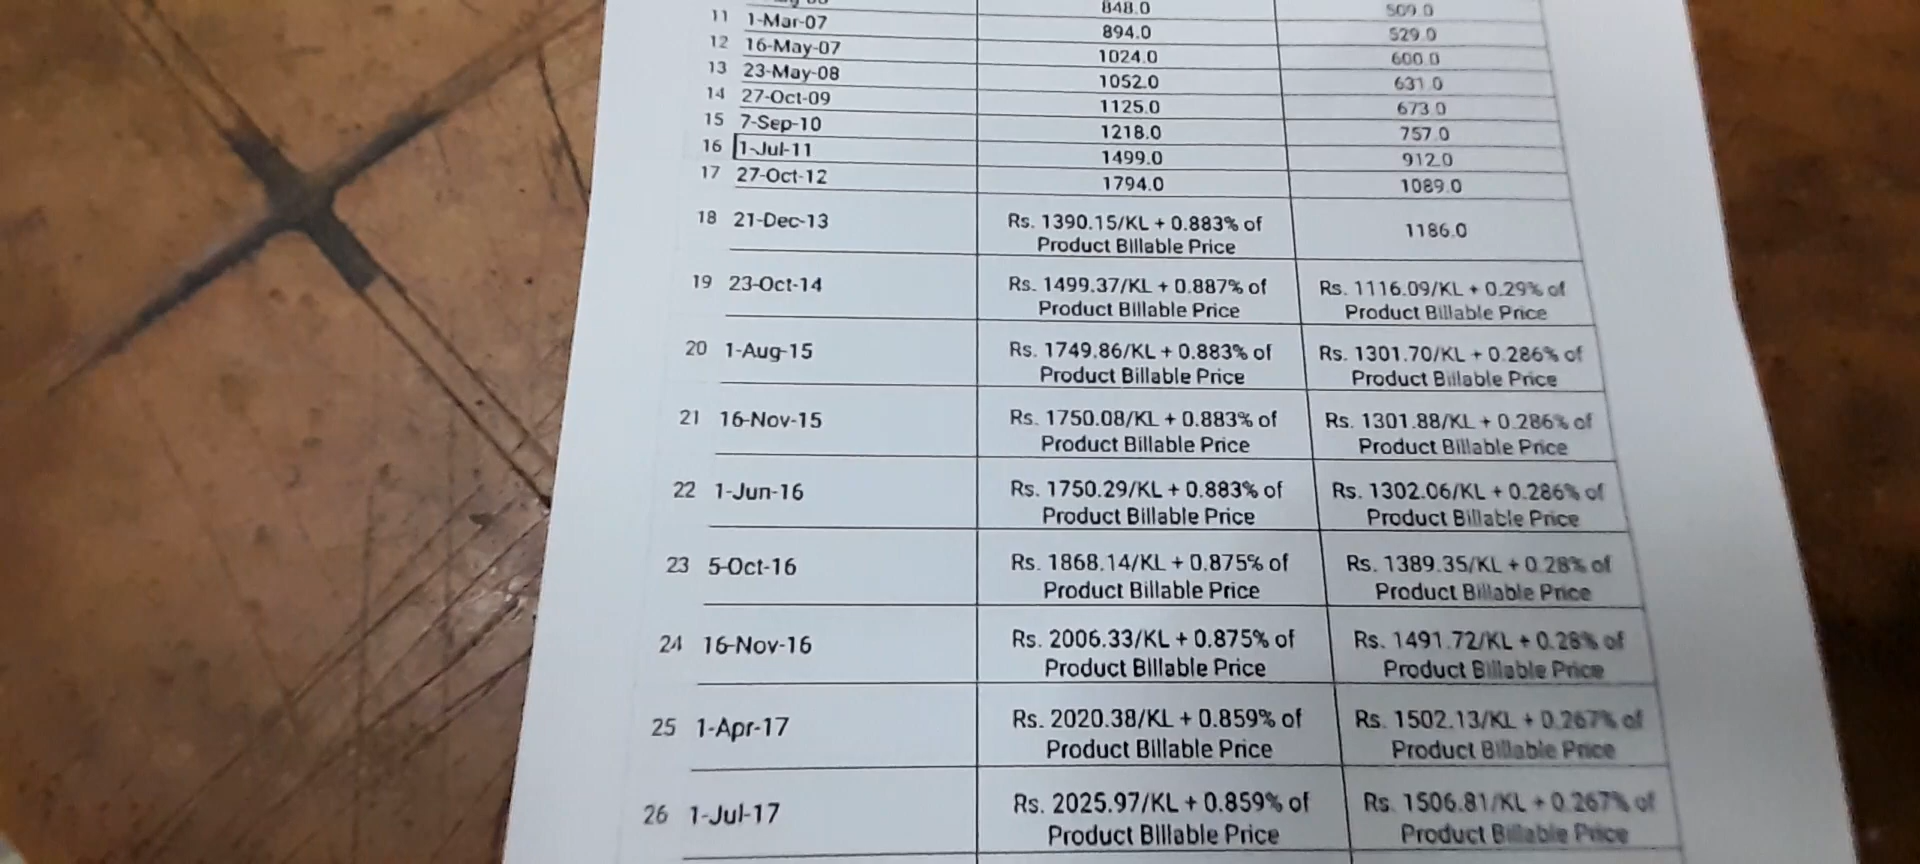 848.0 509.0
11 1-Mar-07 894.0 529.0
12 16-May-07 1024.0 600.0
13 23-May-08 1052.0 631.0
14 27-Oct-09 1125.0 673.0
15 7-Sep-10 1218.0 757.0
16 1-Jul-11 1499.0 912.0
17 27-Oct-12 1794.0 1089.0
18 21-Dec-13 Rs. 1390.15/KL + 0.883% of 1186.0
Product Billable Price
19 23-Oct-14 Rs. 1499.37/KL + 0.887% of Rs. 1116.09/KL + 0.29% of
Product Billable Price Product Billable Price
20 1-Aug-15 Rs. 1749.86/KL + 0.883% of Rs. 1301.70/KL + 0.286% of
Product Billable Price Product Billable Price
21 16-Nov-15 Rs. 1750.08/KL + 0.883% of Rs. 1301.88/KL + 0.286% of
Product Billable Price Product Billable Price
22 1-Jun-16 Rs. 1750.29/KL + 0.883% of Rs. 1302.06/KL + 0.286% of
Product Billable Price Product Billable Price
23 5-Oct-16 Rs. 1868.14/KL + 0.875% of Rs. 1389.35/KL + 0.28% of
Product Billable Price Product Billable Price
24 16-Nov-16 Rs. 2006.33/KL + 0.875% of Rs. 1491.72/KL + 0.28% of
Product Billable Price Product Billable Price
25 1-Apr-17 Rs. 2020.38/KL + 0.859% of Rs. 1502.13/KL + 0.267% of
Product Billable Price Product Billable Price
26 1-Jul-17 Rs. 2025.97/KL + 0.859% of Rs. 1506.81/KL + 0.267% of
Product Billable Price Product Billable Price